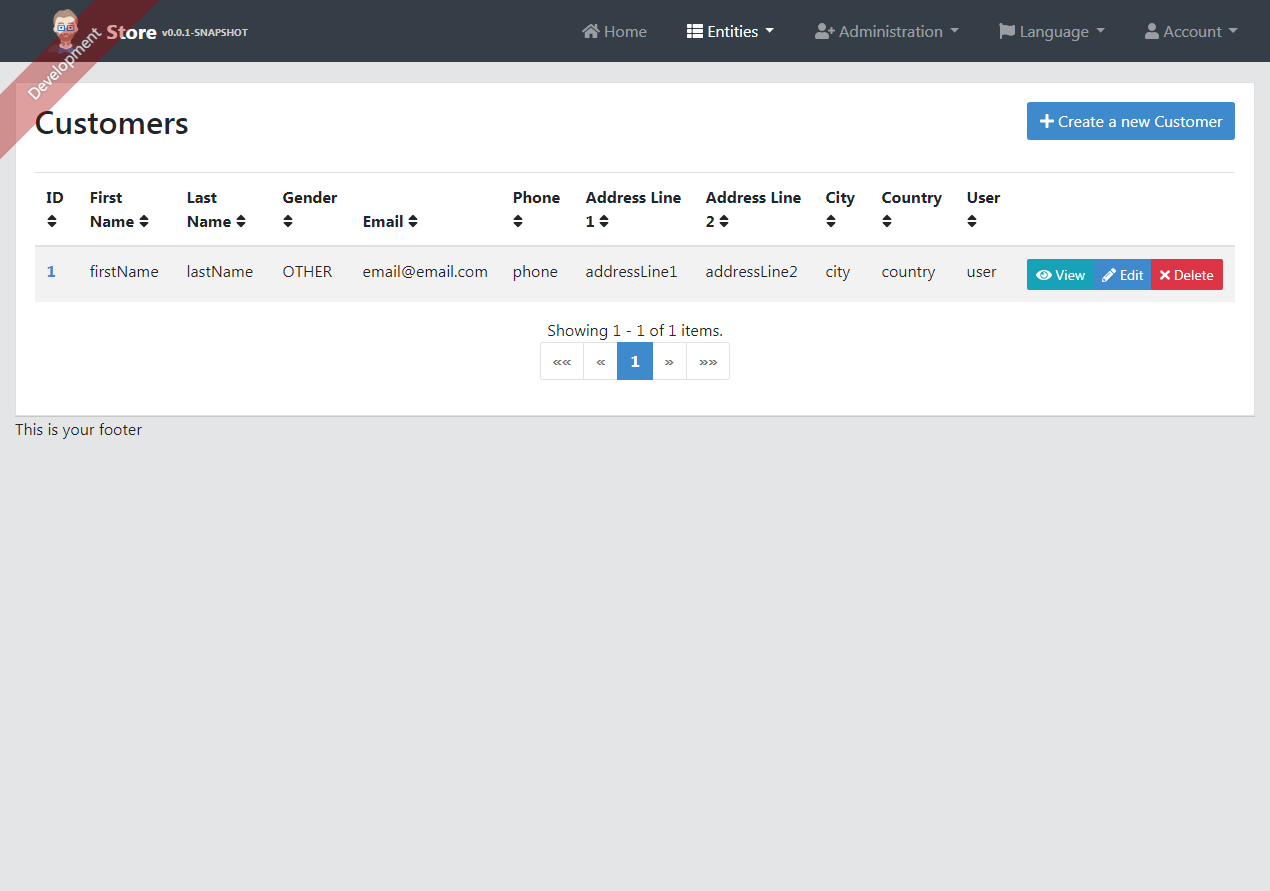 Store v0.0.1-SNAPSHOT Home Entities Administration Language Account
Development
Customers
Create a new Customer
ID First Last Gender Phone Address Line Address Line City Country User
Name Name Email 1 2
1 firstName lastName OTHER email@email.com phone addressLine1 addressLine2 city country user View Edit Delete
Showing 1 - 1 of 1 items.
«« « 1 » »»
This is your footer